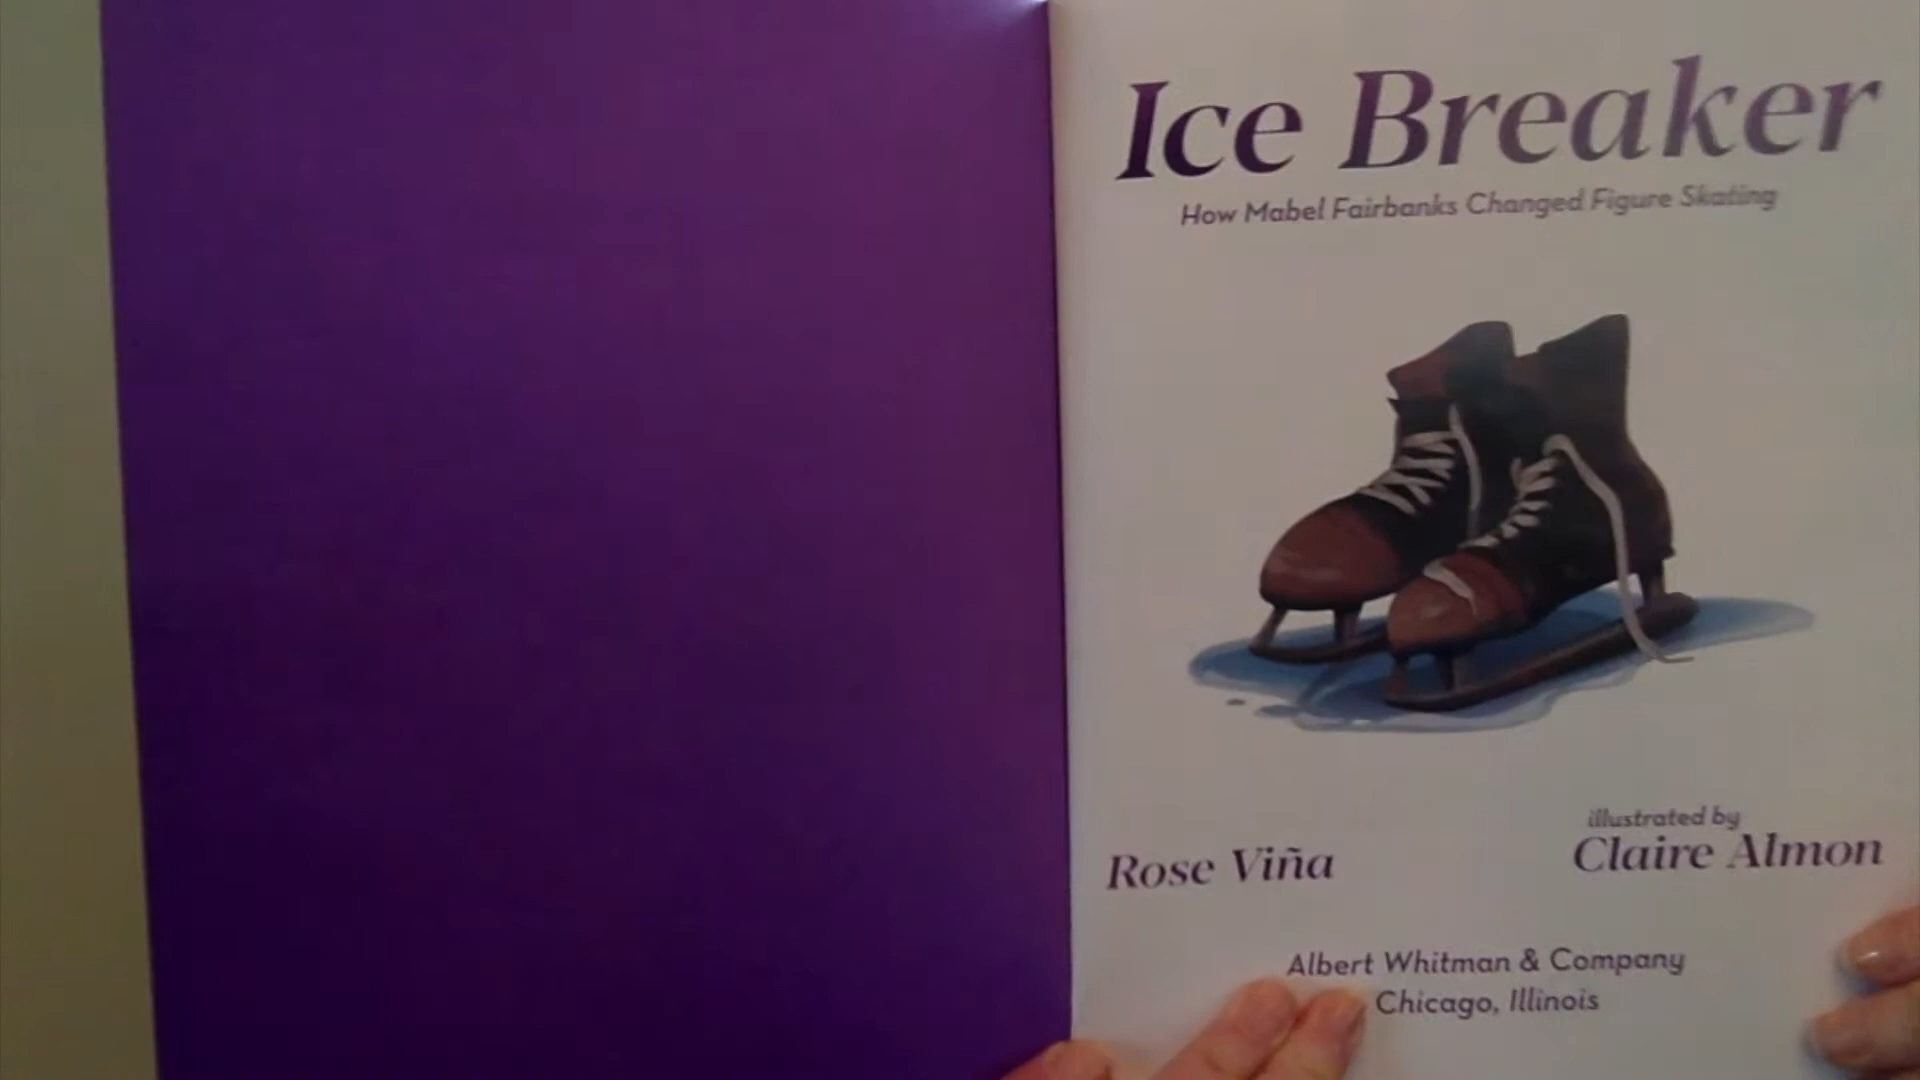 Ice Breaker
How Mabel Fairbanks Changed Figure Skating
Rose Viña
illustrated by
Claire Almon
Albert Whitman & Company
Chicago, Illinois